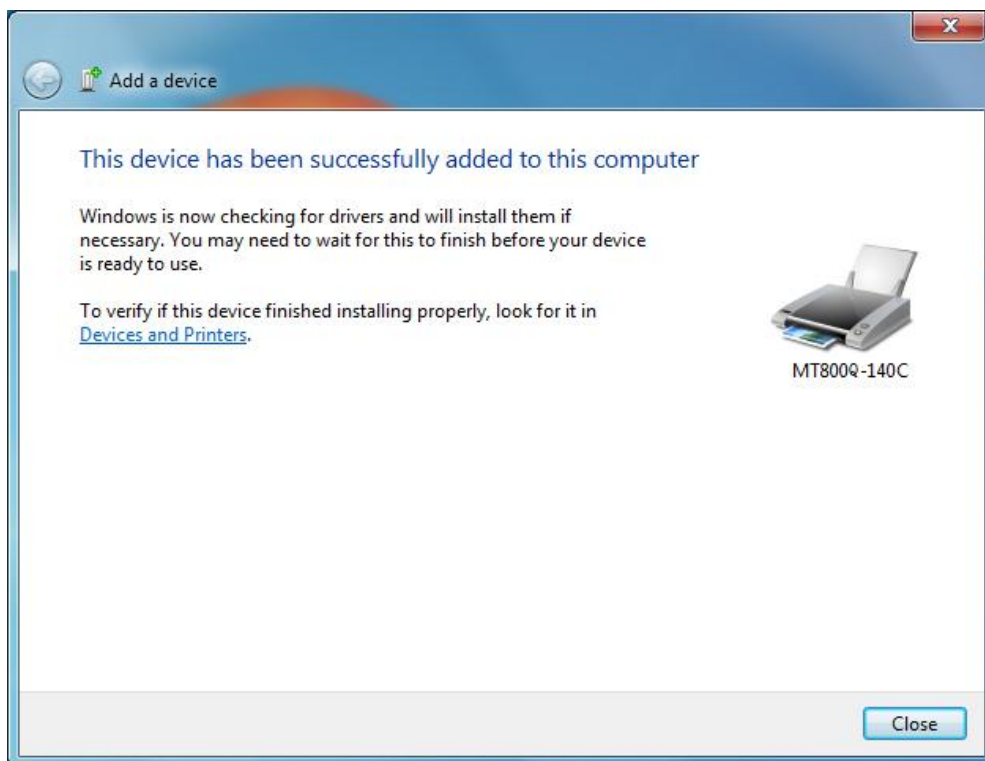 Add a device
This device has been successfully added to this computer
Windows is now checking for drivers and will install them if
necessary. You may need to wait for this to finish before your device
is ready to use.
To verify if this device finished installing properly, look for it in
Devices and Printers.
MT800Q-140C
Close